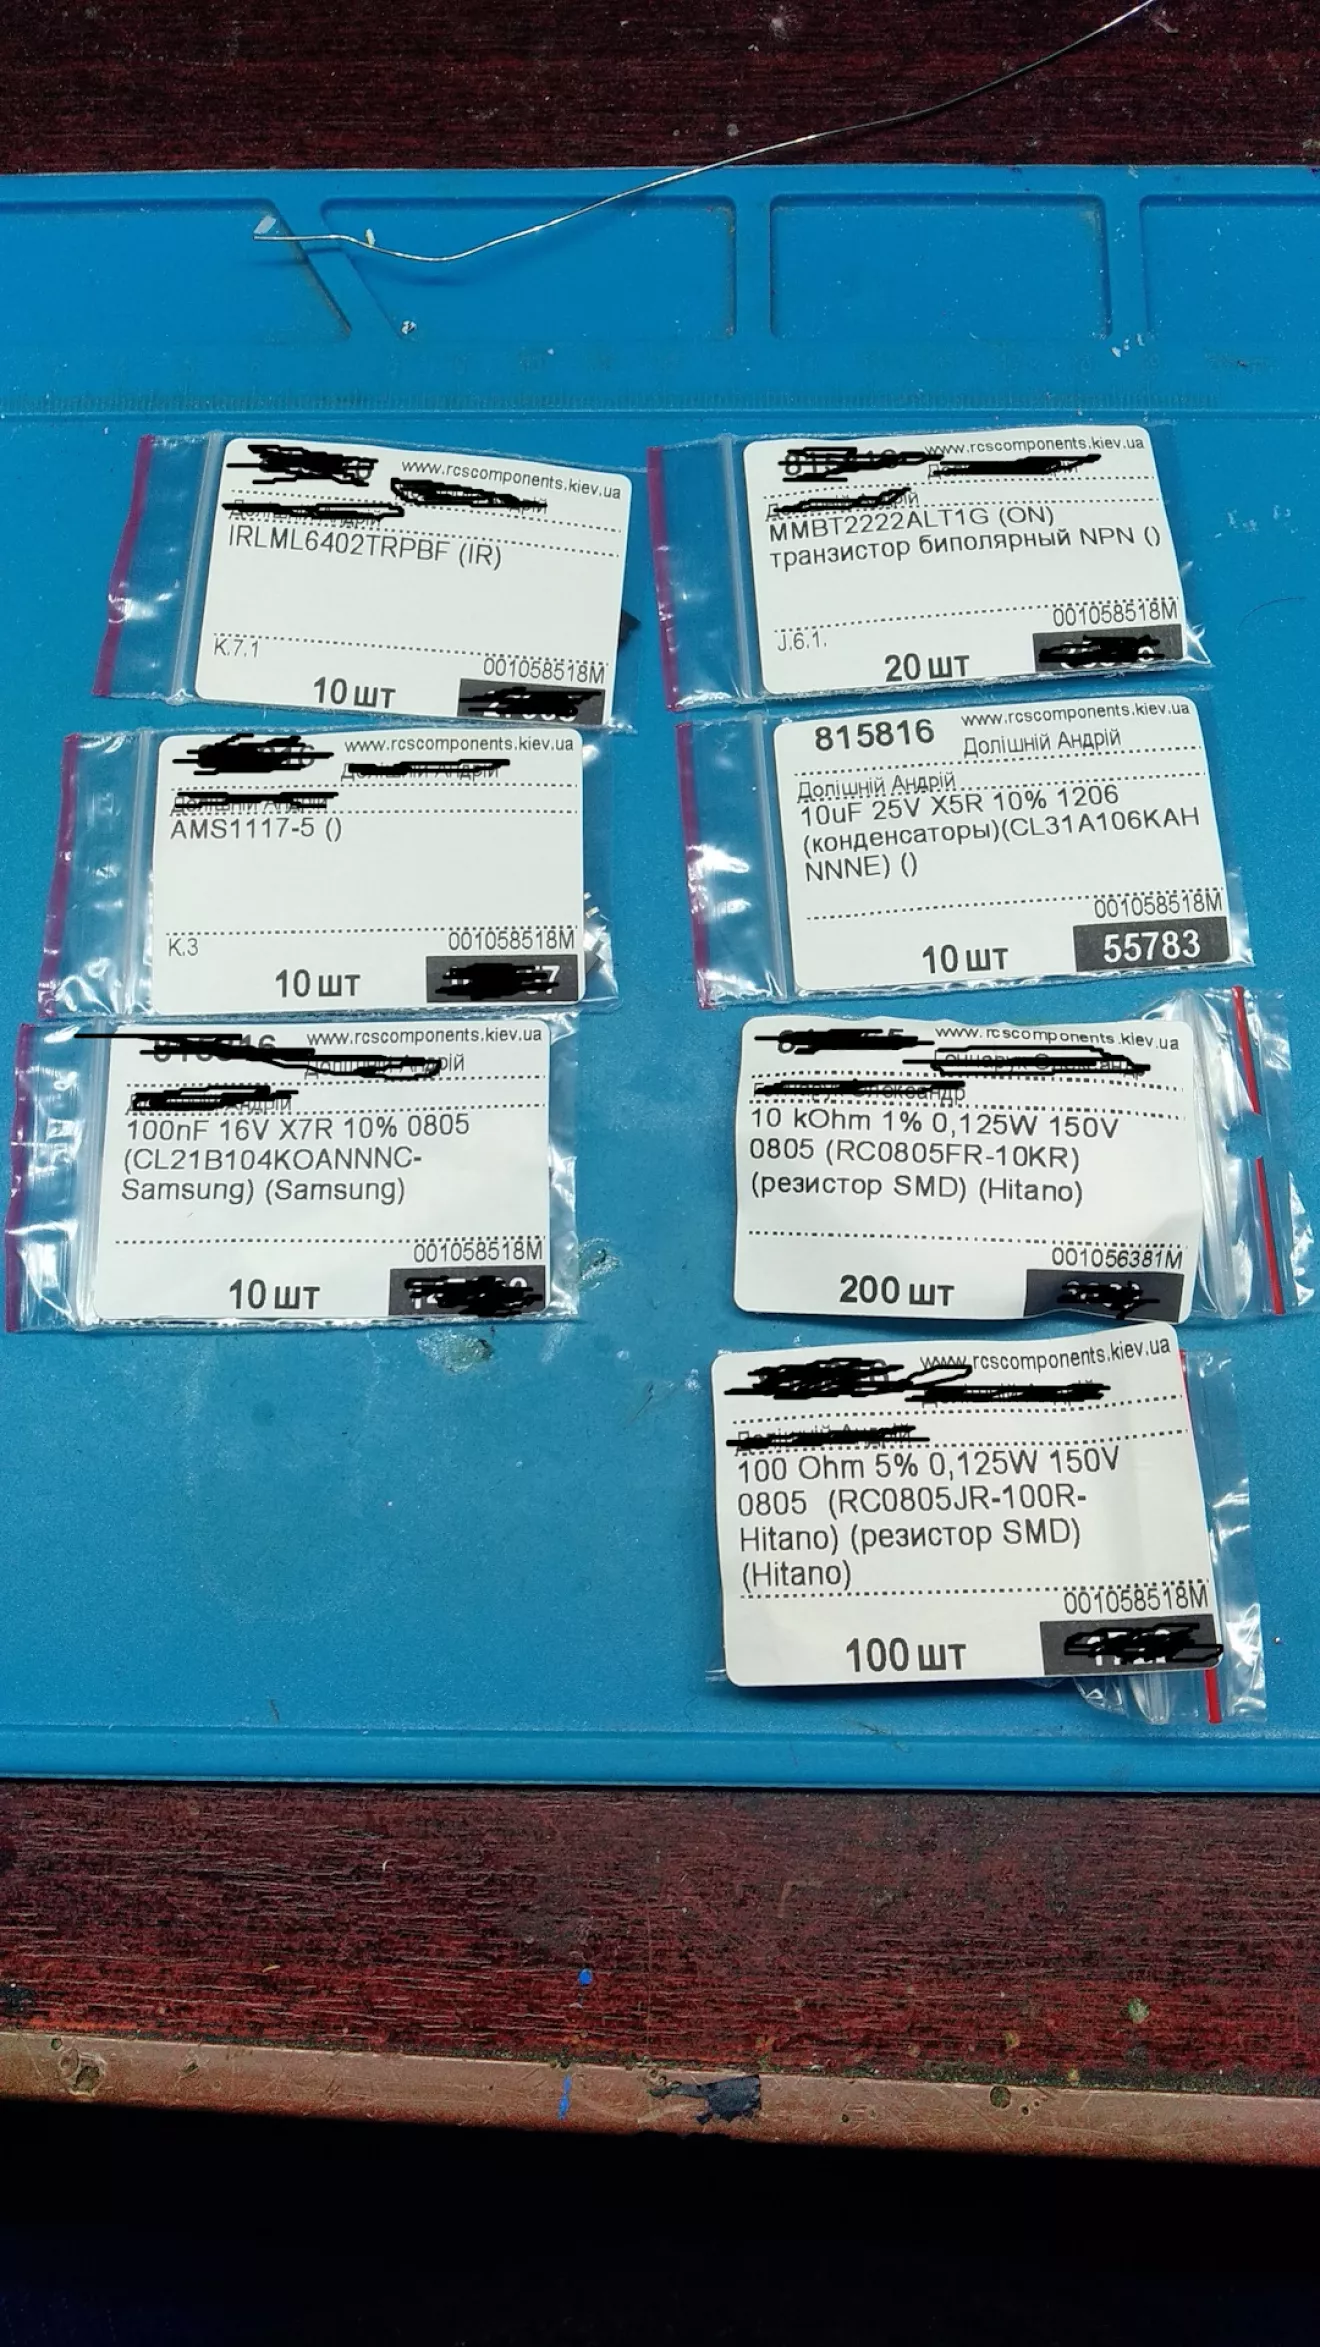 www.rcscomponents.kiev.ua
IRLML6402TRPBF (IR)
K.7.1
001058518M
10 шт
www.rcscomponents.kiev.ua
MMBT2222ALT1G (ON)
транзистор биполярный NPN ()
001058518M
J.6.1.
20 шт
www.rcscomponents.kiev.ua
AMS1117-5 ()
K.3
001058518M
10 шт
815816
www.rcscomponents.kiev.ua
Долішній Андрій
Долішній Андрій
10uF 25V X5R 10% 1206
(конденсаторы)(CL31A106KAH
NNNE) ()
001058518M
10 шт
55783
www.rcscomponents.kiev.ua
100nF 16V X7R 10% 0805
(CL21B104KOANNNC-
Samsung) (Samsung)
001058518M
10 шт
www.rcscomponents.kiev.ua
10 kOhm 1% 0,125W 150V
0805 (RC0805FR-10KR)
(резистор SMD) (Hitano)
001056381M
200 шт
www.rcscomponents.kiev.ua
100 Ohm 5% 0,125W 150V
0805 (RC0805JR-100R-
Hitano) (резистор SMD)
(Hitano)
001058518M
100 шт